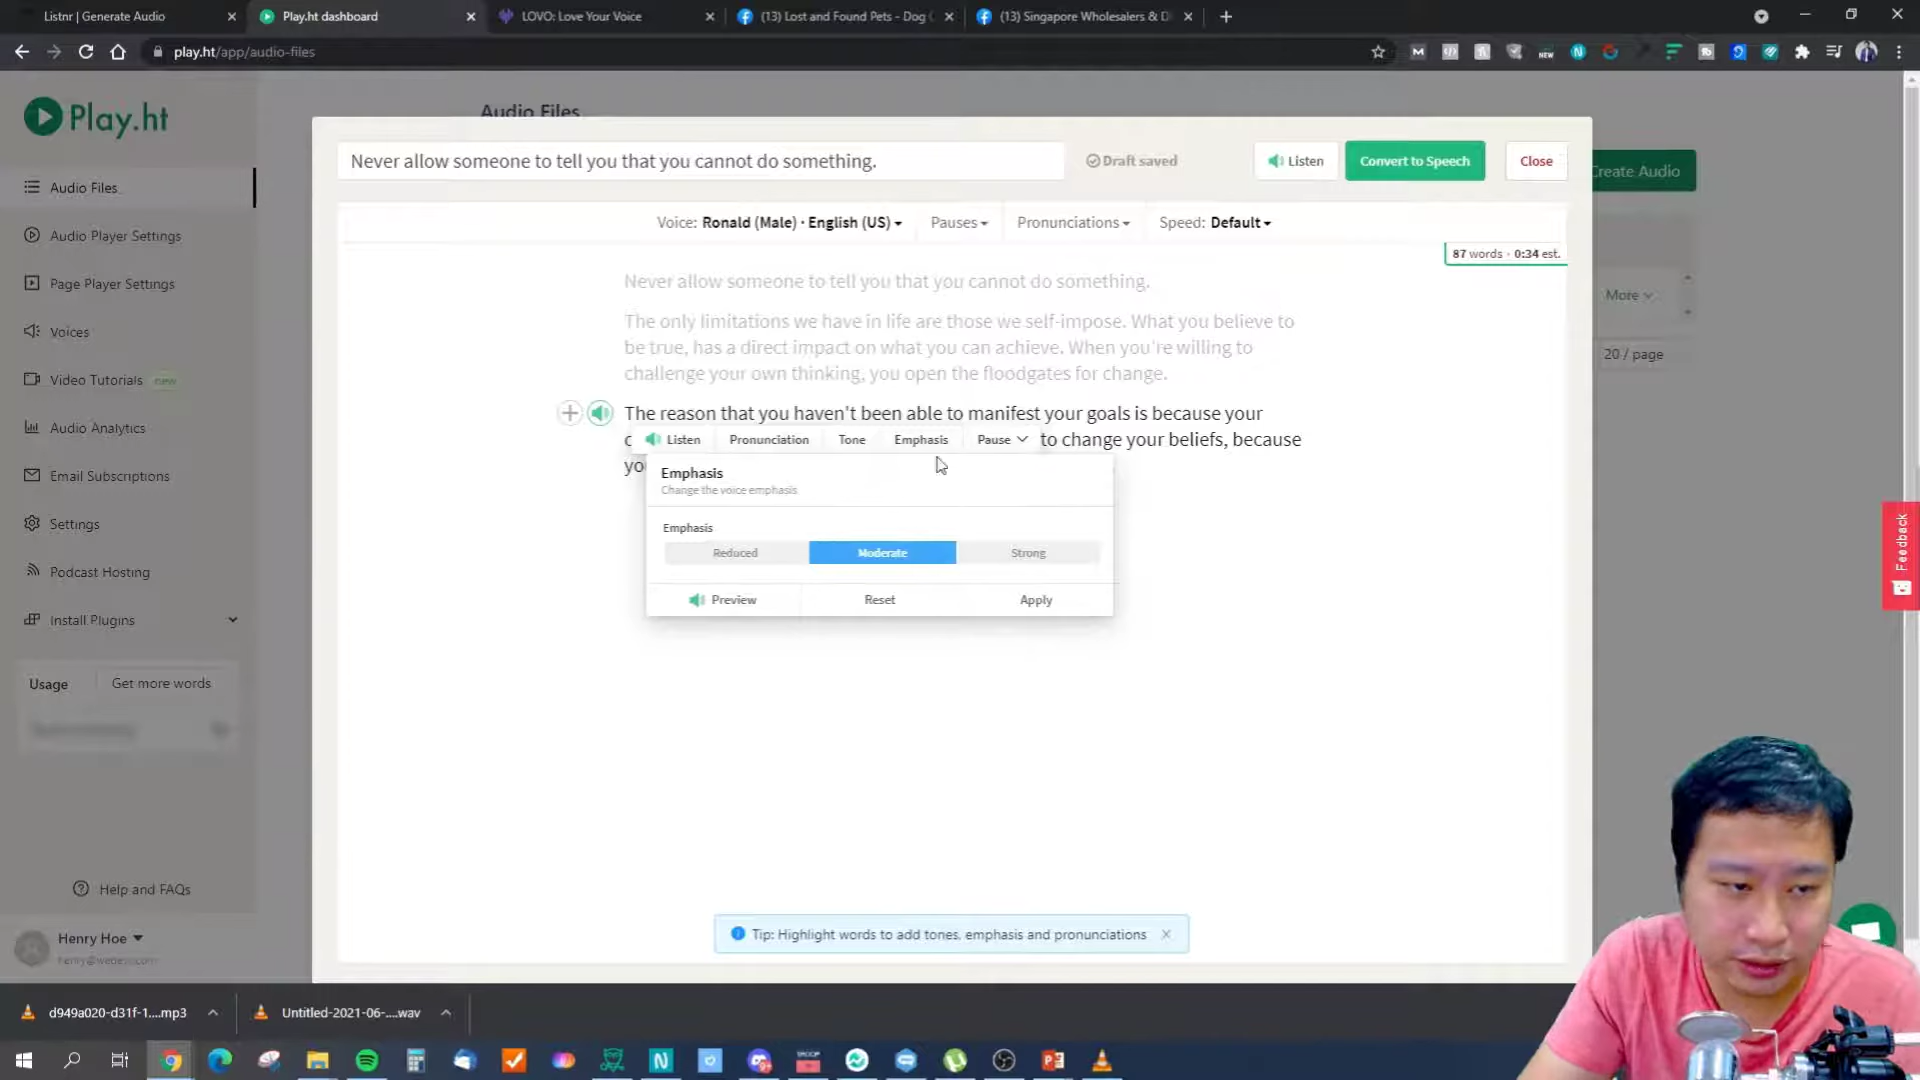 Listnr | Generate Audio
Play.ht dashboard
LOVO: Love Your Voice
(13) Lost and Found Pets - Dog
(13) Singapore Wholesalers & D
play.ht/app/audio-files
Play.ht
Audio Files
Audio Player Settings
Page Player Settings
Voices
Video Tutorials new
Audio Analytics
Email Subscriptions
Settings
Podcast Hosting
Install Plugins
Usage
Get more words
Help and FAQs
Henry Hoe
Audio Files
Create Audio
More
20 / page
Never allow someone to tell you that you cannot do something.
Draft saved
Listen
Convert to Speech
Close
Voice: Ronald (Male) · English (US)
Pauses
Pronunciations
Speed: Default
87 words · 0:34 est.
Never allow someone to tell you that you cannot do something.
The only limitations we have in life are those we self-impose. What you believe to
be true, has a direct impact on what you can achieve. When you're willing to
challenge your own thinking, you open the floodgates for change.
The reason that you haven't been able to manifest your goals is because your
to change your beliefs, because
Listen
Pronunciation
Tone
Emphasis
Pause
Emphasis
Change the voice emphasis
Emphasis
Reduced
Moderate
Strong
Preview
Reset
Apply
Tip: Highlight words to add tones, emphasis and pronunciations
Feedback
d949a020-d31f-1....mp3
Untitled-2021-06-....wav